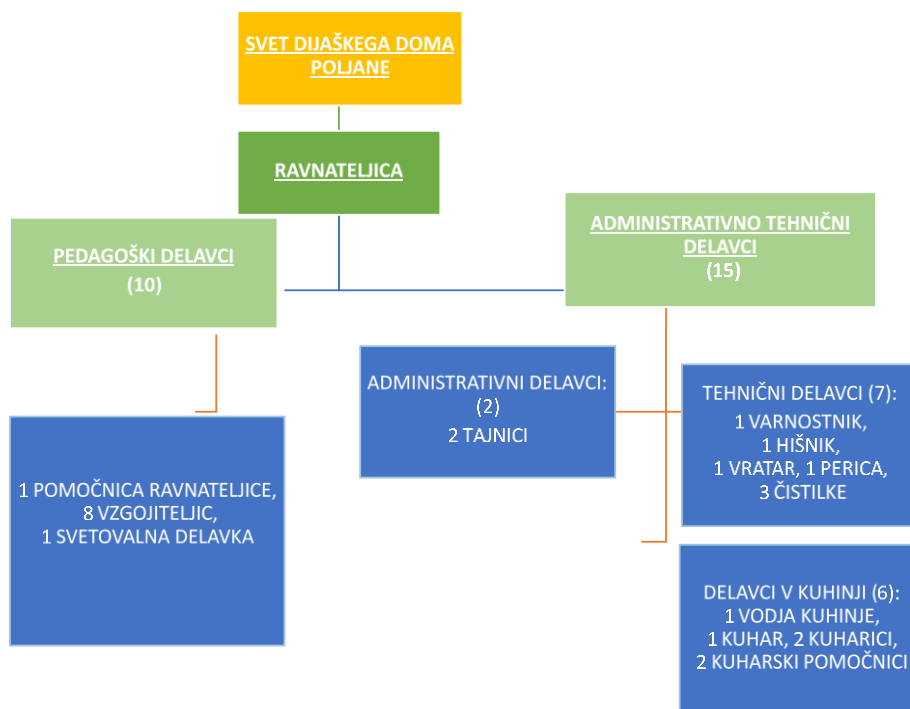 SVET DIJAŠKEGA DOMA
POLJANE
RAVNATELJICA
PEDAGOŠKI DELAVCI
(10)
ADMINISTRATIVNO TEHNIČNI
DELAVCI
(15)
ADMINISTRATIVNI DELAVCI:
(2)
2 TAJNICI
TEHNIČNI DELAVCI (7):
1 VARNOSTNIK,
1 HIŠNIK,
1 VRATAR, 1 PERICA,
3 ČISTILKE
1 POMOČNICA RAVNATELJICE,
8 VZGOJITELJIC,
1 SVETOVALNA DELAVKA
DELAVCI V KUHINJI (6):
1 VODJA KUHINJE,
1 KUHAR, 2 KUHARICI,
2 KUHARSKI POMOČNICI